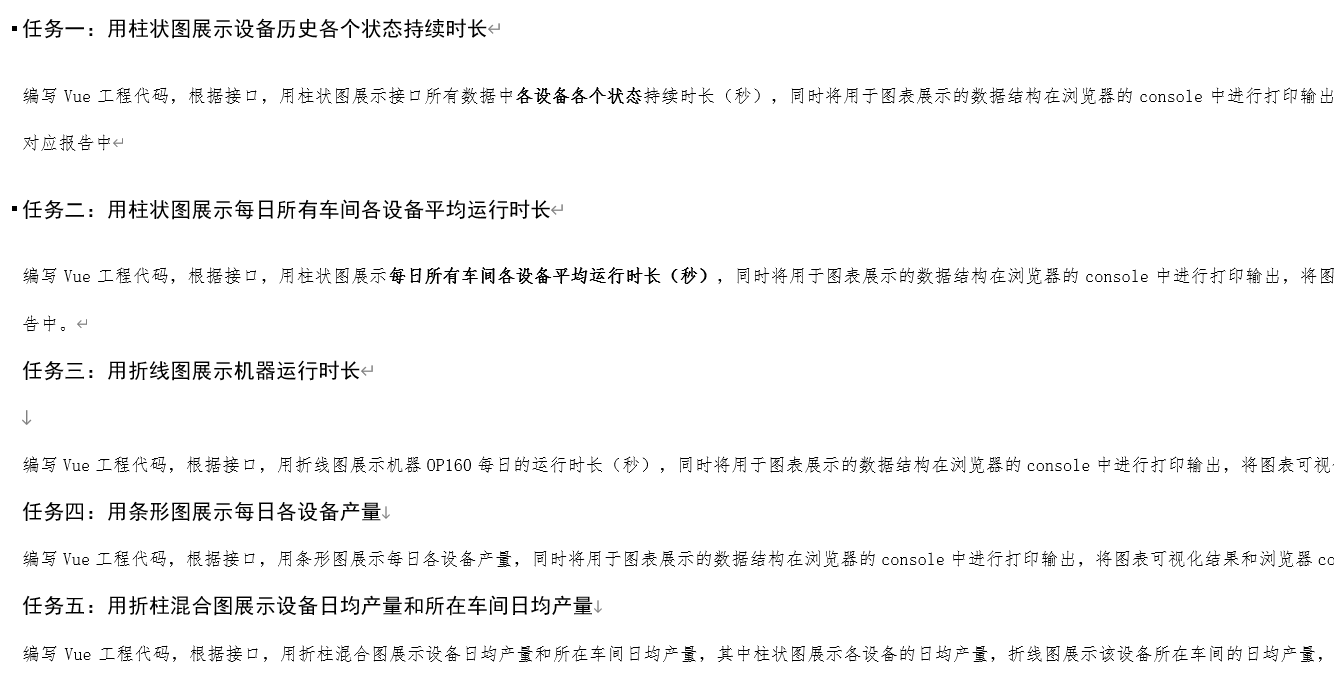 任务一：用柱状图展示设备历史各个状态持续时长
编写 Vue 工程代码，根据接口，用柱状图展示接口所有数据中各设备各个状态持续时长（秒），同时将用于图表展示的数据结构在浏览器的 console 中进行打印输出
对应报告中
任务二：用柱状图展示每日所有车间各设备平均运行时长
编写 Vue 工程代码，根据接口，用柱状图展示每日所有车间各设备平均运行时长（秒），同时将用于图表展示的数据结构在浏览器的 console 中进行打印输出，将图
告中。
任务三：用折线图展示机器运行时长
编写 Vue 工程代码，根据接口，用折线图展示机器 OP160 每日的运行时长（秒），同时将用于图表展示的数据结构在浏览器的 console 中进行打印输出，将图表可视
任务四：用条形图展示每日各设备产量
编写 Vue 工程代码，根据接口，用条形图展示每日各设备产量，同时将用于图表展示的数据结构在浏览器的 console 中进行打印输出，将图表可视化结果和浏览器 co
任务五：用折柱混合图展示设备日均产量和所在车间日均产量
编写 Vue 工程代码，根据接口，用折柱混合图展示设备日均产量和所在车间日均产量，其中柱状图展示各设备的日均产量，折线图展示该设备所在车间的日均产量，